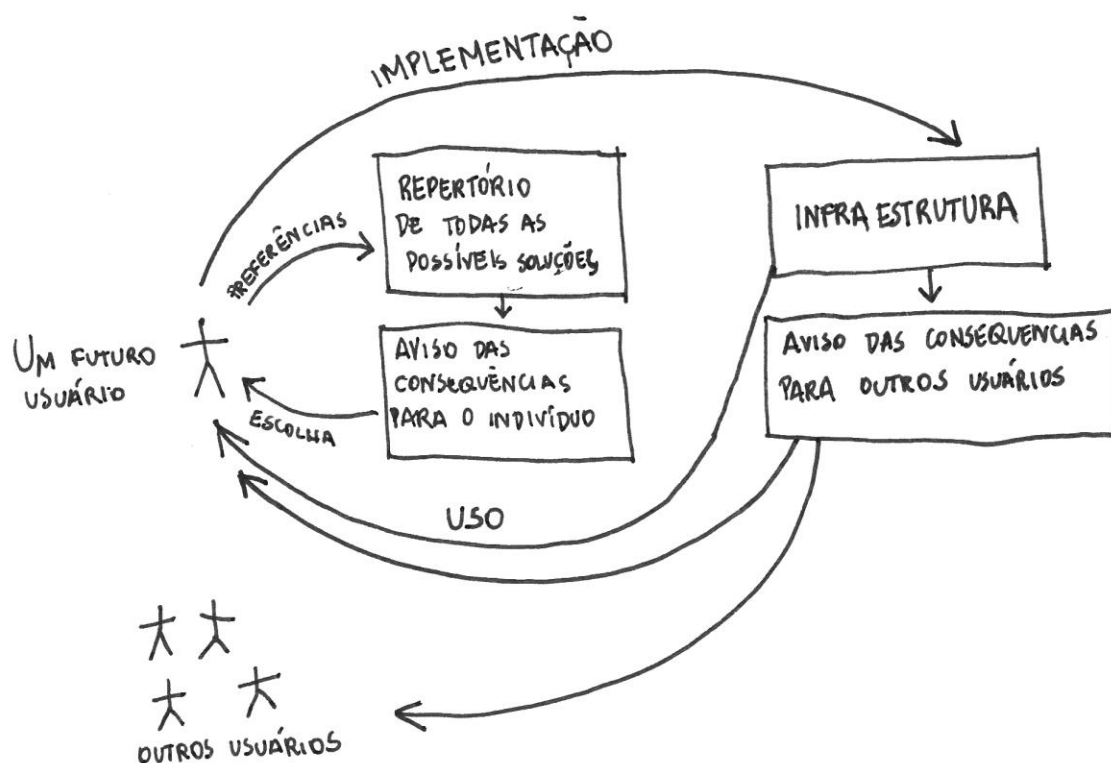 IMPLEMENTAÇÃO
PREFERÊNCIAS
REPERTÓRIO
DE TODAS AS
POSSÍVEIS SOLUÇÕES
INFRA ESTRUTURA
UM FUTURO
USUÁRIO
AVISO DAS
CONSEQUÊNCIAS
PARA O INDIVÍDUO
ESCOLHA
AVISO DAS CONSEQUENCIAS
PARA OUTROS USUÁRIOS
USO
OUTROS USUÁRIOS